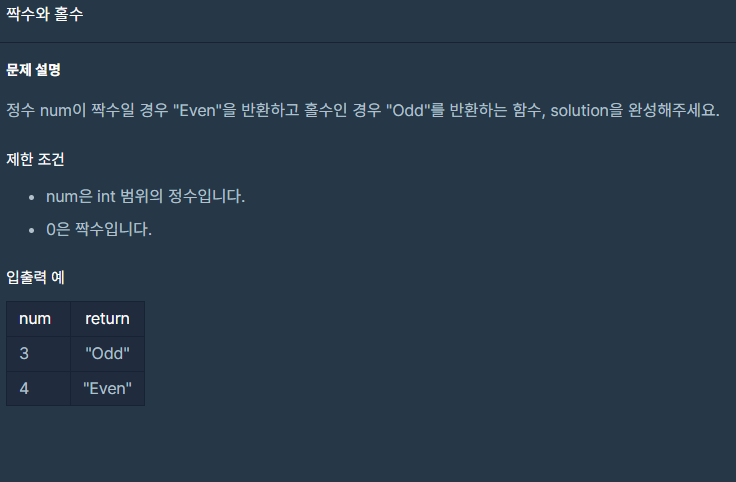 짝수와 홀수
문제 설명
정수 num이 짝수일 경우 "Even"을 반환하고 홀수인 경우 "Odd"를 반환하는 함수, solution을 완성해주세요.
제한 조건
• num은 int 범위의 정수입니다.
• 0은 짝수입니다.
입출력 예
num return
3 "Odd"
4 "Even"